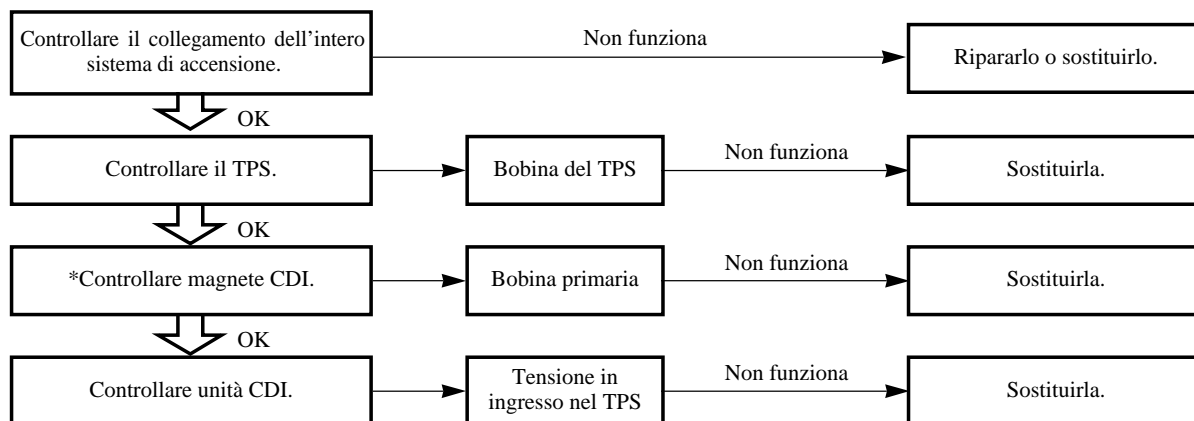 Controllare il collegamento dell'intero
sistema di accensione.
Non funziona
Ripararlo o sostituirlo.
OK
Controllare il TPS.
Bobina del TPS
Non funziona
Sostituirla.
OK
*Controllare magnete CDI.
Bobina primaria
Non funziona
Sostituirla.
OK
Controllare unità CDI.
Tensione in
ingresso nel TPS
Non funziona
Sostituirla.